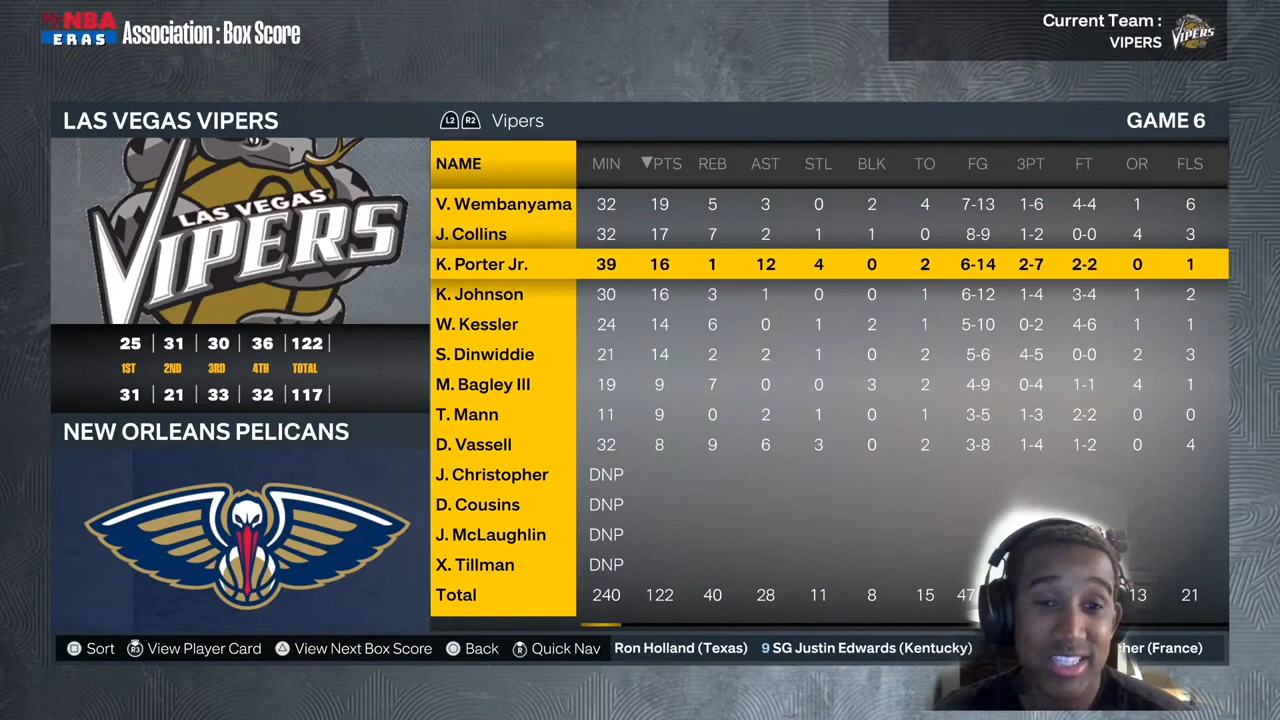 My NBA ERAS Association : Box Score
Current Team :
VIPERS
VIPERS
LAS VEGAS VIPERS
L2 R2 Vipers
GAME 6
LAS VEGAS
VIPERS
25 | 31 | 30 | 36 | 122 |
1ST 2ND 3RD 4TH TOTAL
31 | 21 | 33 | 32 | 117 |
NEW ORLEANS PELICANS
NAME MIN ▼PTS REB AST STL BLK TO FG 3PT FT OR FLS
V. Wembanyama 32 19 5 3 0 2 4 7-13 1-6 4-4 1 6
J. Collins 32 17 7 2 1 1 0 8-9 1-2 0-0 4 3
K. Porter Jr. 39 16 1 12 4 0 2 6-14 2-7 2-2 0 1
K. Johnson 30 16 3 1 0 0 1 6-12 1-4 3-4 1 2
W. Kessler 24 14 6 0 1 2 1 5-10 0-2 4-6 1 1
S. Dinwiddie 21 14 2 2 1 0 2 5-6 4-5 0-0 2 3
M. Bagley III 19 9 7 0 0 3 2 4-9 0-4 1-1 4 1
T. Mann 11 9 0 2 1 0 1 3-5 1-3 2-2 0 0
D. Vassell 32 8 9 6 3 0 2 3-8 1-4 1-2 0 4
J. Christopher DNP
D. Cousins DNP
J. McLaughlin DNP
X. Tillman DNP
Total 240 122 40 28 11 8 15 47 13 21
Sort R3 View Player Card View Next Box Score Back R Quick Nav Ron Holland (Texas) 9 SG Justin Edwards (Kentucky) (France)